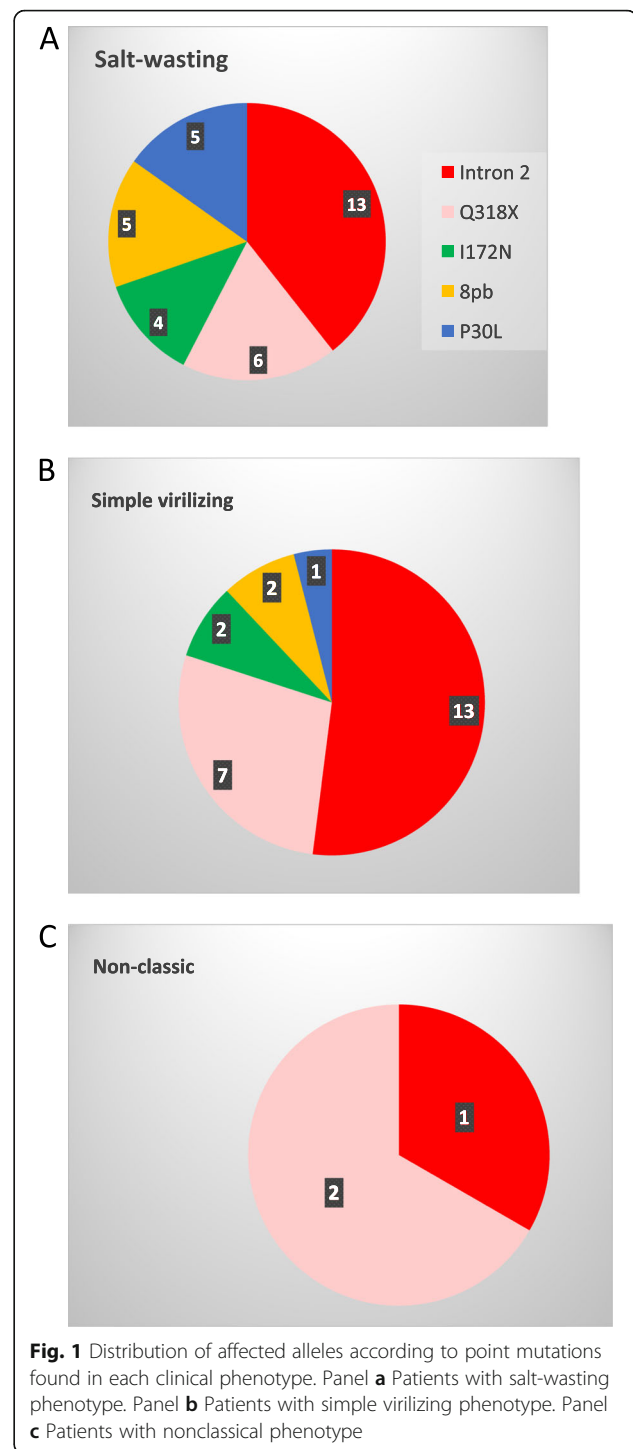 A
Salt-wasting
5
13
5
4
6
Intron 2
Q318X
I172N
8pb
P30L
B
Simple virilizing
1
2
2
13
7
C
Non-classic
1
2
Fig. 1 Distribution of affected alleles according to point mutations
found in each clinical phenotype. Panel a Patients with salt-wasting
phenotype. Panel b Patients with simple virilizing phenotype. Panel
c Patients with nonclassical phenotype